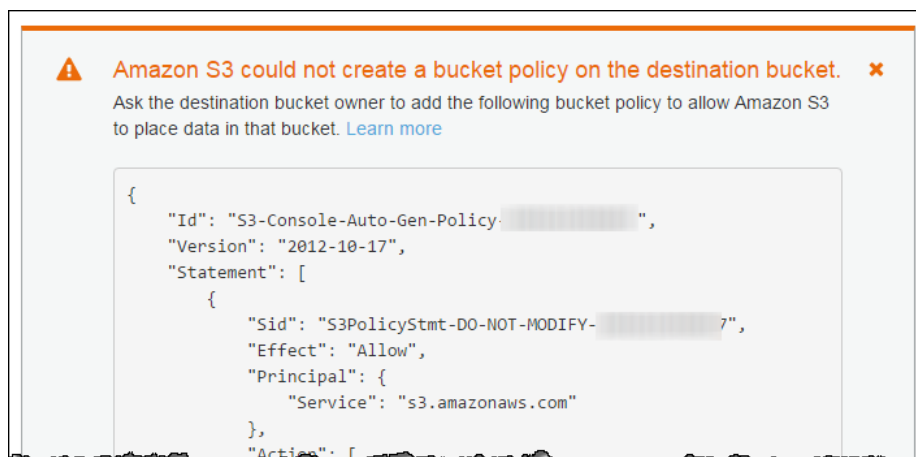 Amazon S3 could not create a bucket policy on the destination bucket.
Ask the destination bucket owner to add the following bucket policy to allow Amazon S3
to place data in that bucket. Learn more
{
"Id": "S3-Console-Auto-Gen-Policy- ",
"Version": "2012-10-17",
"Statement": [
{
"Sid": "S3PolicyStmt-DO-NOT-MODIFY- 7",
"Effect": "Allow",
"Principal": {
"Service": "s3.amazonaws.com"
},
"Action": [